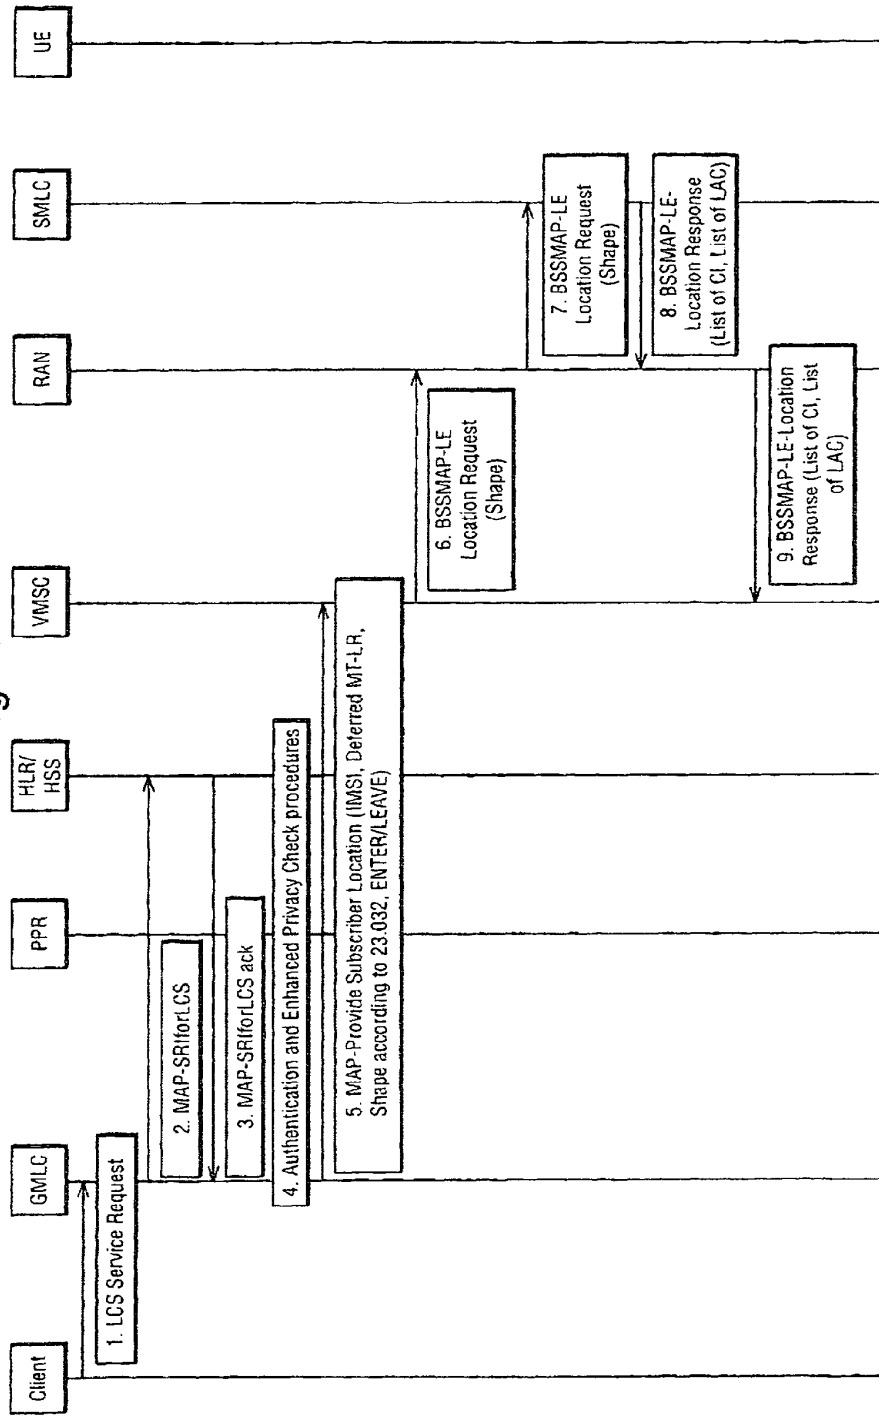 Client
GMLC
PPR
HLR/
HSS
VMSC
RAN
SMLC
UE
1. LCS Service Request
2. MAP-SRIforLCS
3. MAP-SRIforLCS ack
4. Authentication and Enhanced Privacy Check procedures
5. MAP-Provide Subscriber Location (IMSI, Deferred MT-LR,
Shape according to 23.032, ENTER/LEAVE)
6. BSSMAP-LE
Location Request
(Shape)
7. BSSMAP-LE
Location Request
(Shape)
8. BSSMAP-LE-
Location Response
(List of CI, List of LAC)
9. BSSMAP-LE-Location
Response (List of CI, List
of LAC)